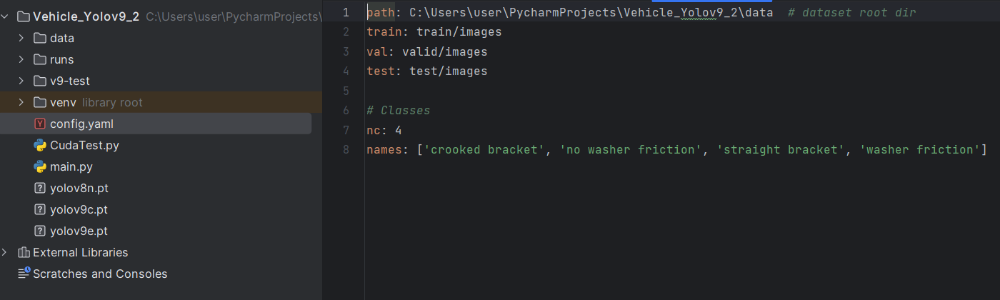 Vehicle_Yolov9_2 C:\Users\user\PycharmProjects\
data
runs
v9-test
venv library root
config.yaml
CudaTest.py
main.py
yolov8n.pt
yolov9c.pt
yolov9e.pt
External Libraries
Scratches and Consoles
1 path: C:\Users\user\PycharmProjects\Vehicle_Yolov9_2\data # dataset root dir
2 train: train/images
3 val: valid/images
4 test: test/images
5
6 # Classes
7 nc: 4
8 names: ['crooked bracket', 'no washer friction', 'straight bracket', 'washer friction']